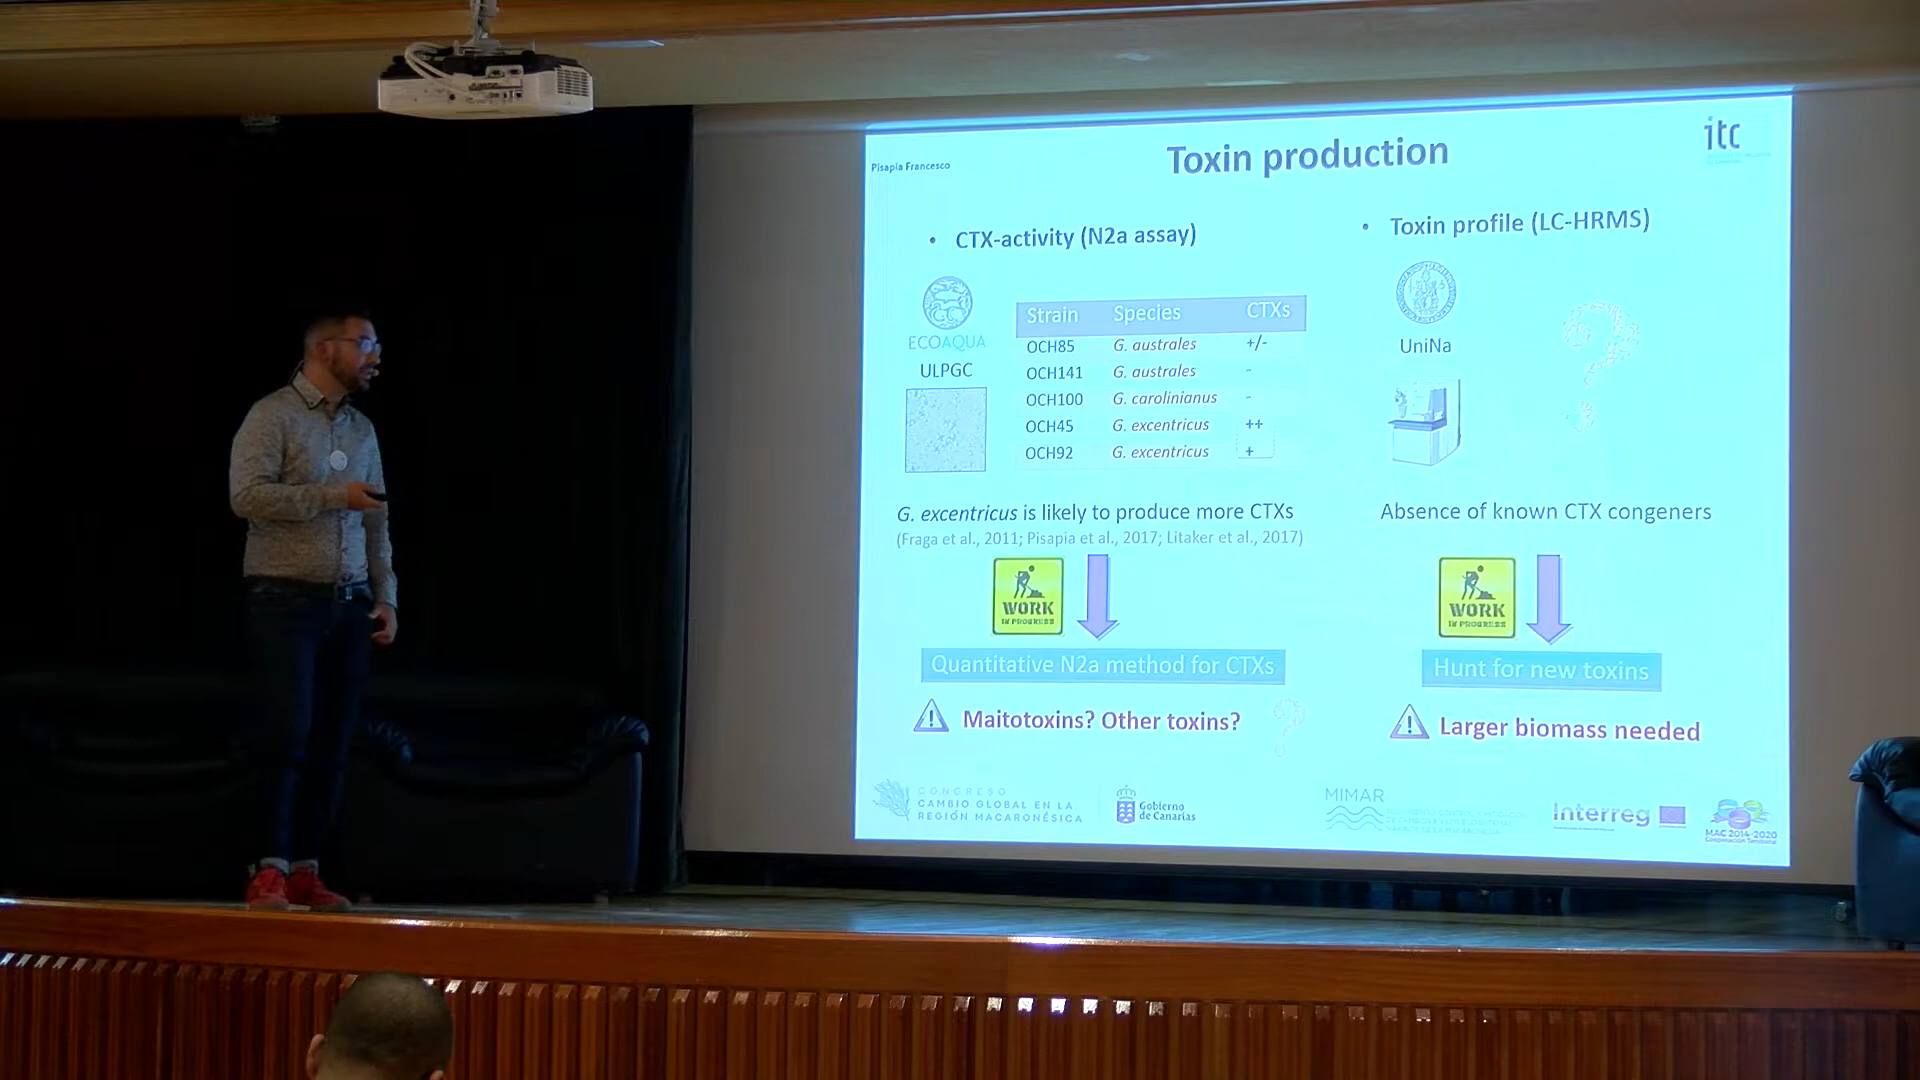 Pisapia Francesco
Toxin production
itc
• CTX-activity (N2a assay)
ECOAQUA
ULPGC
Strain Species CTXs
OCH85 G. australes +/-
OCH141 G. australes -
OCH100 G. carolinianus -
OCH45 G. excentricus ++
OCH92 G. excentricus +
G. excentricus is likely to produce more CTXs
(Fraga et al., 2011; Pisapia et al., 2017; Litaker et al., 2017)
WORK
IN PROGRESS
Quantitative N2a method for CTXs
Maitotoxins? Other toxins?
?
• Toxin profile (LC-HRMS)
UniNa
?
Absence of known CTX congeners
WORK
IN PROGRESS
Hunt for new toxins
Larger biomass needed
CONGRESO
CAMBIO GLOBAL EN LA
REGIÓN MACARONÉSICA
Gobierno
de Canarias
MIMAR
Interreg
MAC 2014-2020
Cooperación Territorial